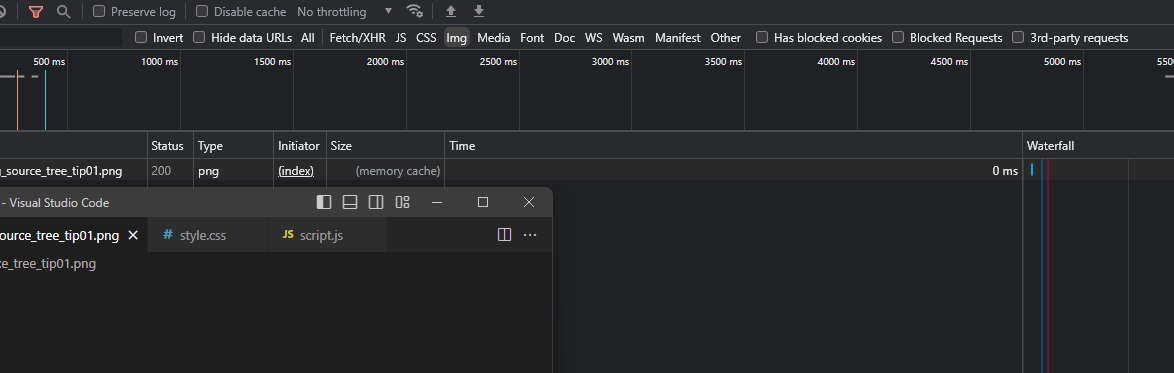 Preserve log Disable cache No throttling
Invert Hide data URLs All Fetch/XHR JS CSS Img Media Font Doc WS Wasm Manifest Other Has blocked cookies Blocked Requests 3rd-party requests
500 ms 1000 ms 1500 ms 2000 ms 2500 ms 3000 ms 3500 ms 4000 ms 4500 ms 5000 ms
Status Type Initiator Size Time Waterfall
_source_tree_tip01.png 200 png (index) (memory cache) 0 ms
- Visual Studio Code
ource_tree_tip01.png # style.css JS script.js
ce_tree_tip01.png